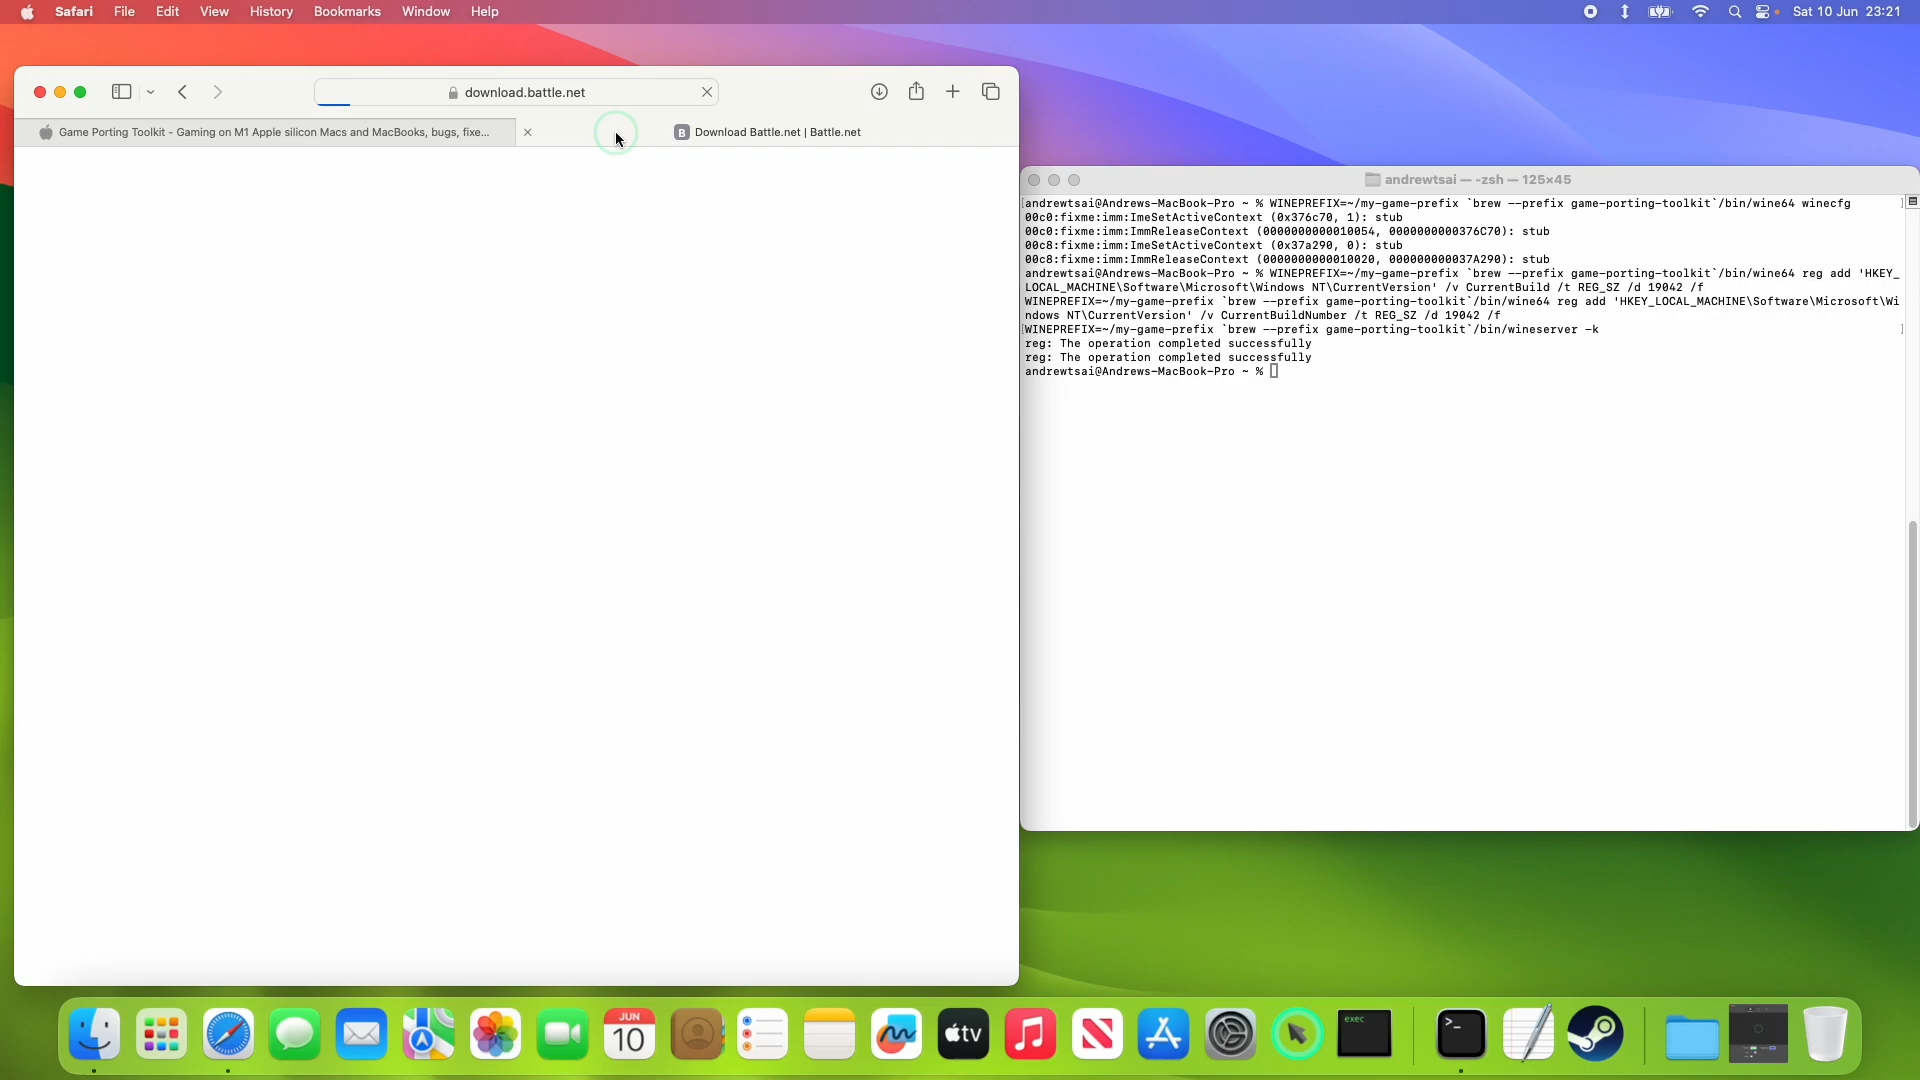 Safari File Edit View History Bookmarks Window Help Sat 10 Jun 23:21
download.battle.net
Game Porting Toolkit - Gaming on M1 Apple silicon Macs and MacBooks, bugs, fixe...
B Download Battle.net | Battle.net
andrewtsai — -zsh — 125×45
[andrewtsai@Andrews-MacBook-Pro ~ % WINEPREFIX=~/my-game-prefix `brew --prefix game-porting-toolkit`/bin/wine64 winecfg ]
00c0:fixme:imm:ImeSetActiveContext (0x376c70, 1): stub
00c0:fixme:imm:ImmReleaseContext (0000000000010054, 0000000000376C70): stub
00c8:fixme:imm:ImeSetActiveContext (0x37a290, 0): stub
00c8:fixme:imm:ImmReleaseContext (0000000000010020, 000000000037A290): stub
andrewtsai@Andrews-MacBook-Pro ~ % WINEPREFIX=~/my-game-prefix `brew --prefix game-porting-toolkit`/bin/wine64 reg add 'HKEY_
LOCAL_MACHINE\Software\Microsoft\Windows NT\CurrentVersion' /v CurrentBuild /t REG_SZ /d 19042 /f
WINEPREFIX=~/my-game-prefix `brew --prefix game-porting-toolkit`/bin/wine64 reg add 'HKEY_LOCAL_MACHINE\Software\Microsoft\Wi
ndows NT\CurrentVersion' /v CurrentBuildNumber /t REG_SZ /d 19042 /f
[WINEPREFIX=~/my-game-prefix `brew --prefix game-porting-toolkit`/bin/wineserver -k ]
reg: The operation completed successfully
reg: The operation completed successfully
andrewtsai@Andrews-MacBook-Pro ~ %
JUN
10
tv
exec
>_